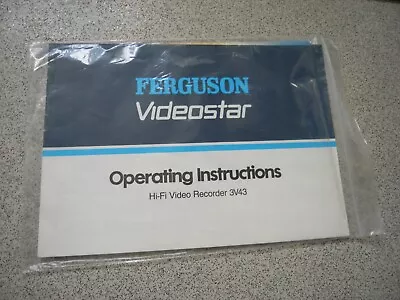 FERGUSON
Videostar
Operating Instructions
Hi-Fi Video Recorder 3V43